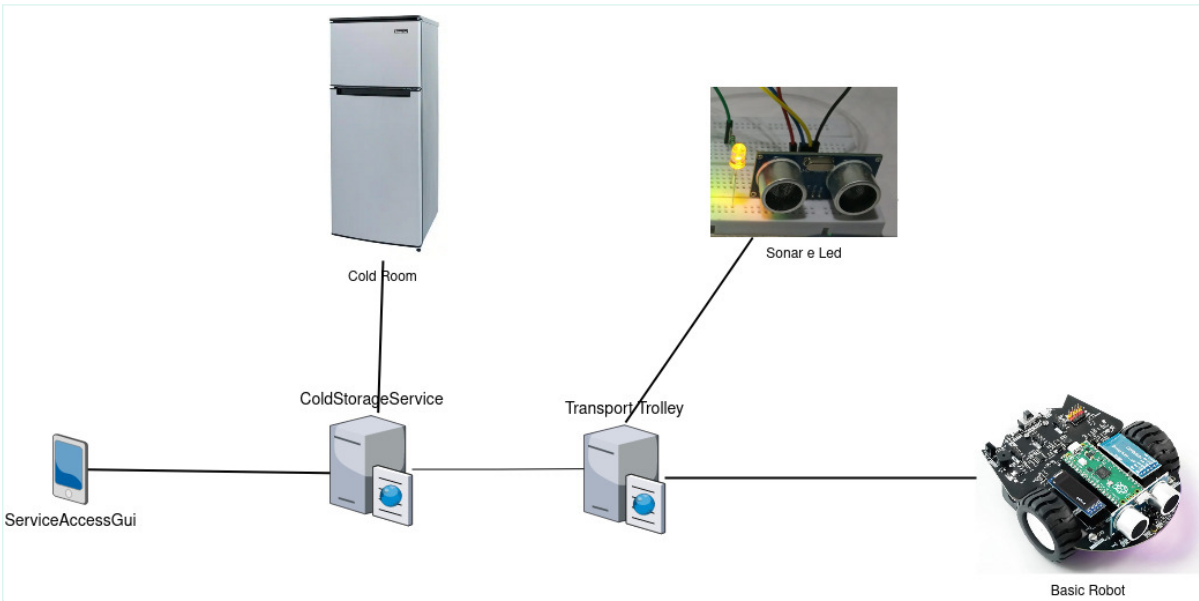 Cold Room
Sonar e Led
ColdStorageService
Transport Trolley
ServiceAccessGui
Basic Robot